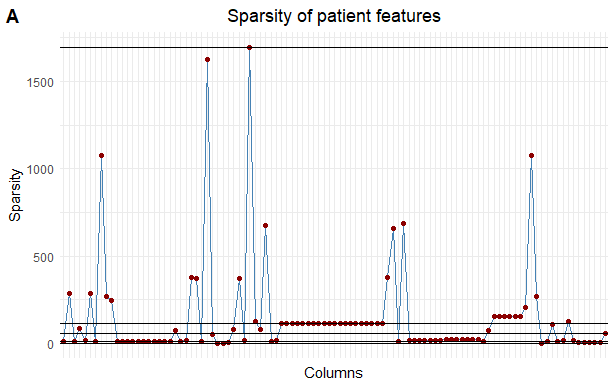 A
Sparsity of patient features
1500
1000
500
0
Sparsity
Columns